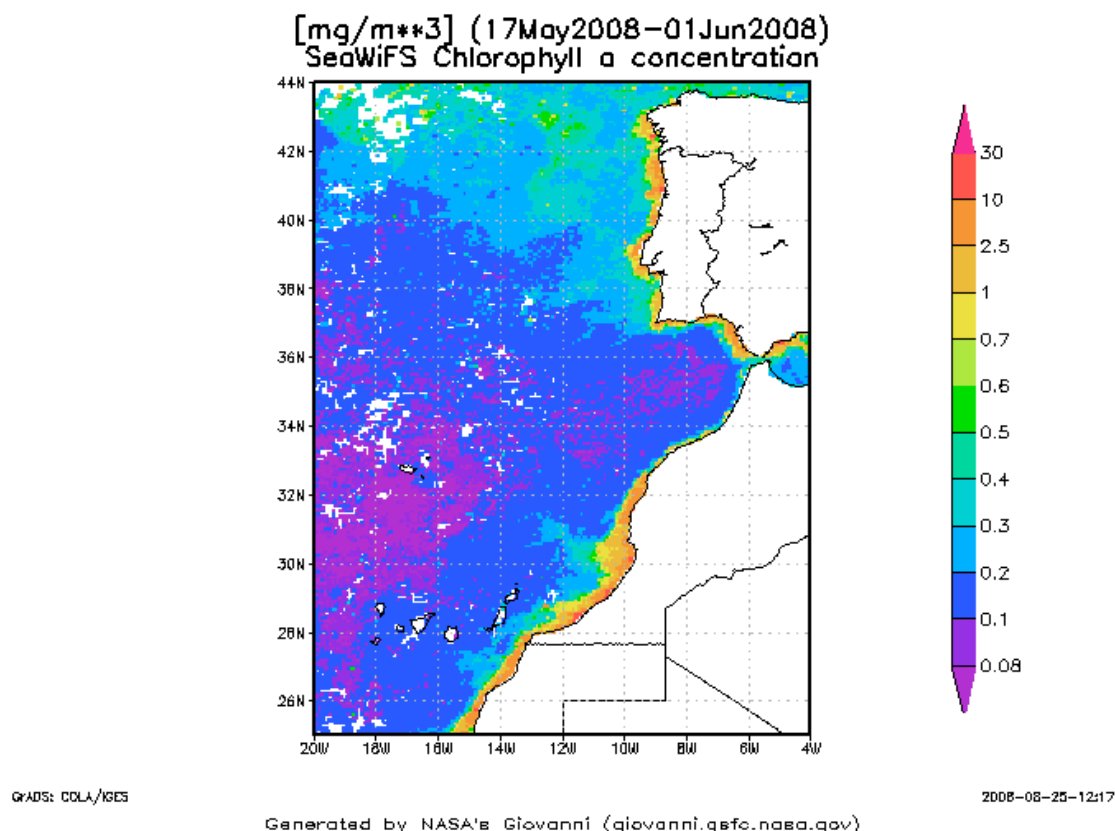 [mg/m**3] (17May2008-01Jun2008)
SeaWiFS Chlorophyll a concentration
44N
42N
40N
38N
36N
34N
32N
30N
28N
26N
20W 18W 16W 14W 12W 10W 8W 6W 4W
30
10
2.5
1
0.7
0.6
0.5
0.4
0.3
0.2
0.1
0.08
GrADS: COLA/IGES
2008-08-25-12:17
Generated by NASA's Giovanni (giovanni.gsfc.nasa.gov)